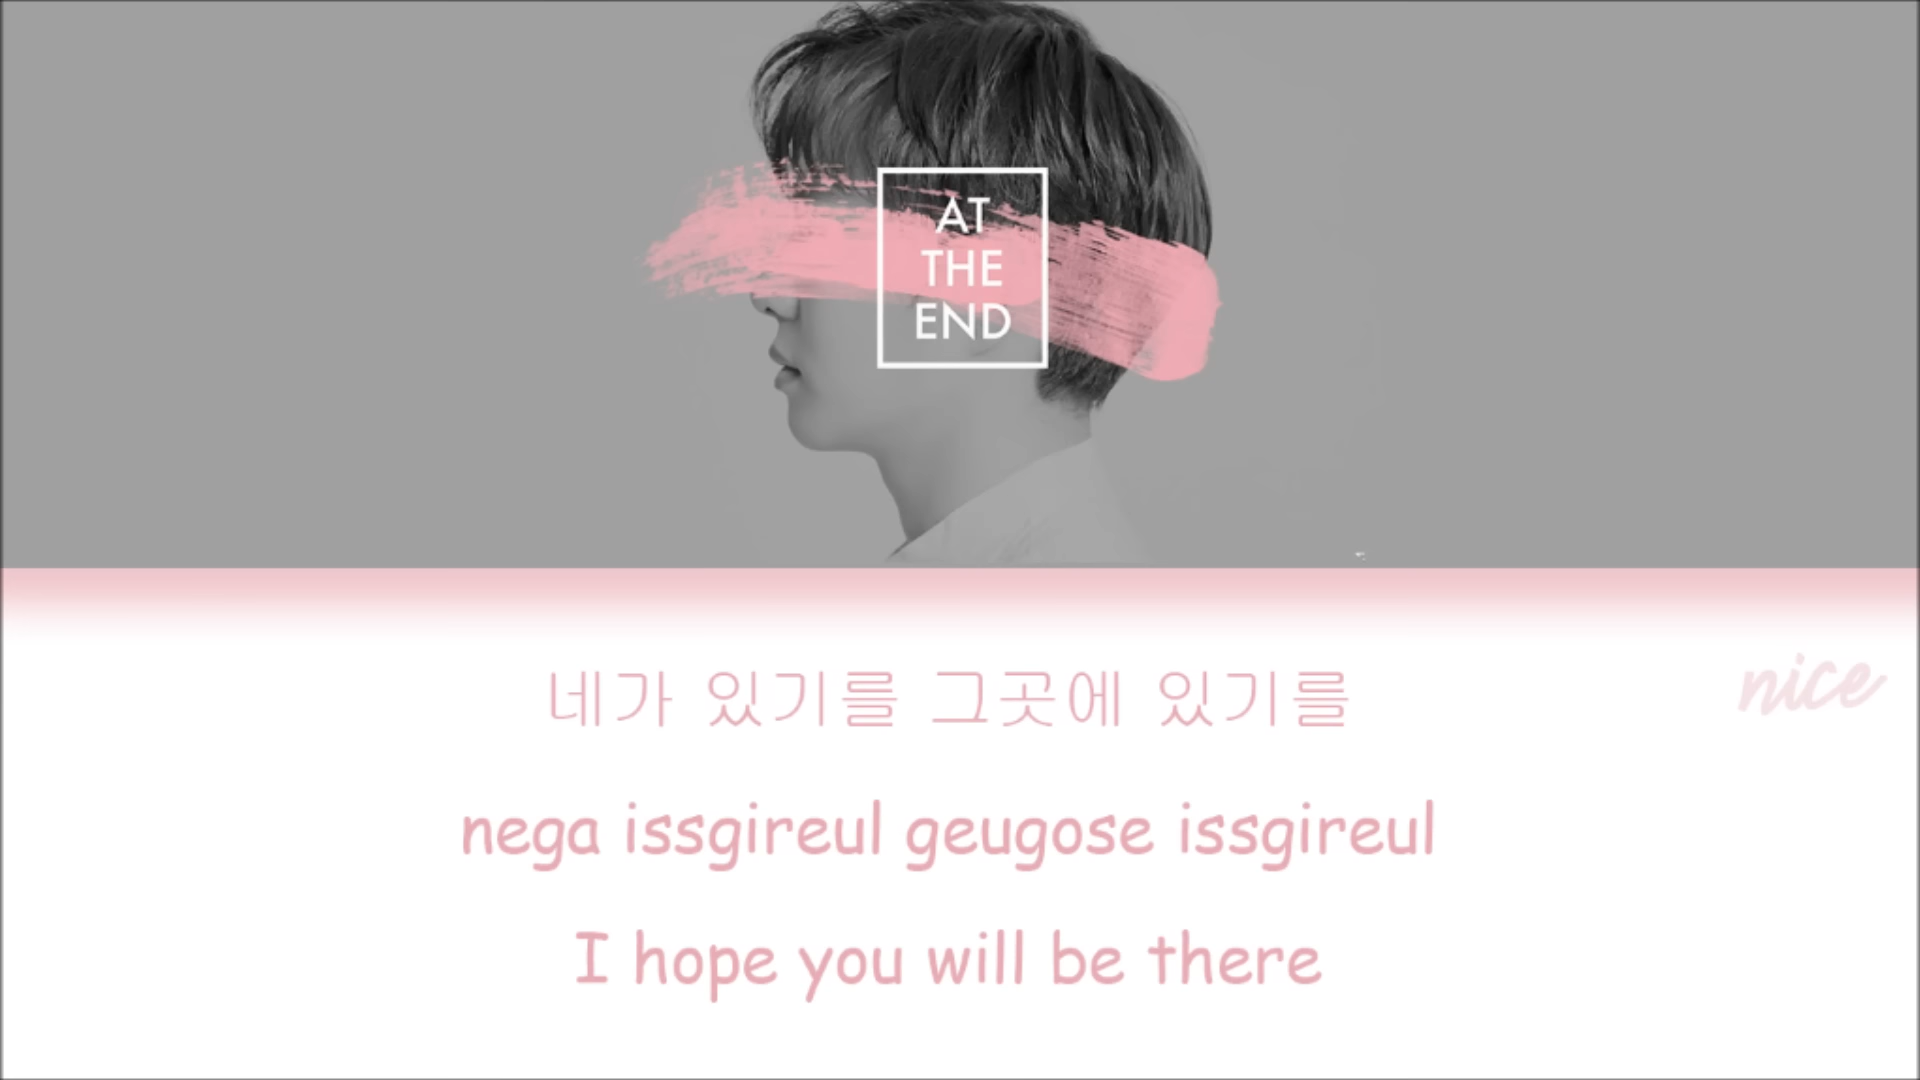 AT
THE
END
네가 있기를 그곳에 있기를
nice
nega issgireul geugose issgireul
I hope you will be there